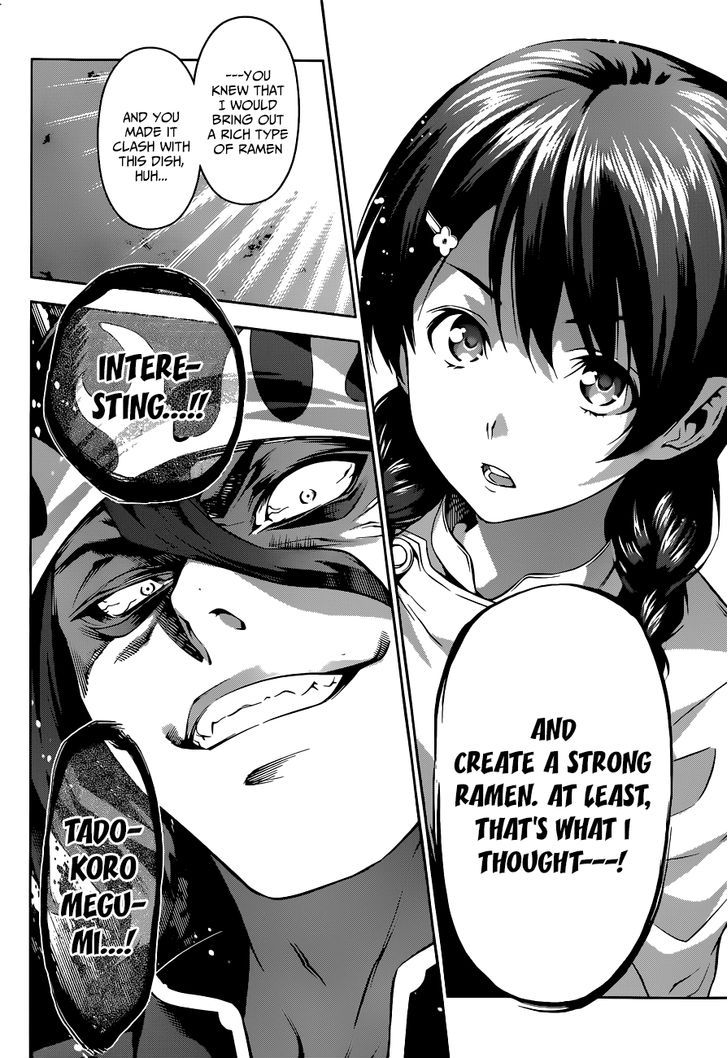 AND
CREATE A STRONG
RAMEN. AT LEAST,
THAT'S WHAT I
THOUGHT---!
---YOU
KNEW THAT
I WOULD
BRING OUT
A RICH TYPE
OF RAMEN
AND YOU
MADE IT
CLASH WITH
THIS DISH,
HUH...
INTERE-
STING...!!
TADO-
KORO
MEGU-
MI...!